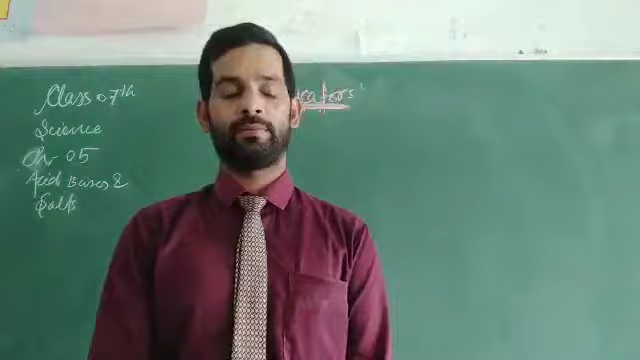 Class 07th
Science
Ch- 05
Acid Bases &
Salts